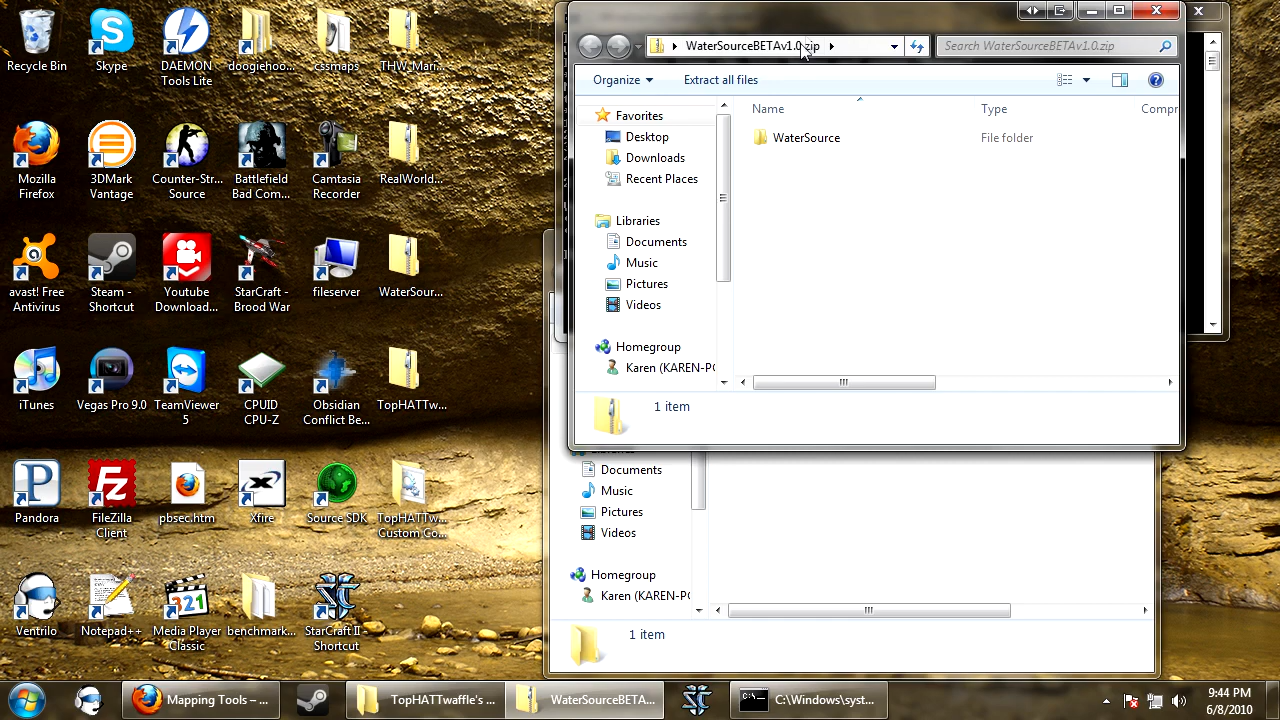 Recycle Bin
Skype
DAEMON
Tools Lite
doogiehoo...
cssmaps
THW_Mari...
Mozilla
Firefox
3DMark
Vantage
Counter-Str...
Source
Battlefield
Bad Com...
Camtasia
Recorder
RealWorld...
avast! Free
Antivirus
Steam -
Shortcut
Youtube
Download...
StarCraft -
Brood War
fileserver
WaterSour...
iTunes
Vegas Pro 9.0
TeamViewer
5
CPUID
CPU-Z
Obsidian
Conflict Be...
TopHATTw...
Pandora
FileZilla
Client
pbsec.htm
Xfire
Source SDK
TopHATTw...
Custom Co...
Ventrilo
Notepad++
Media Player
Classic
benchmark...
StarCraft II -
Shortcut
WaterSourceBETAv1.0.zip
Search WaterSourceBETAv1.0.zip
Organize
Extract all files
Favorites
Desktop
Downloads
Recent Places
Libraries
Documents
Music
Pictures
Videos
Homegroup
Karen (KAREN-PC
Name
Type
Compr
WaterSource
File folder
1 item
Documents
Music
Pictures
Videos
Homegroup
Karen (KAREN-PC
1 item
Mapping Tools – ...
TopHATTwaffle's ...
WaterSourceBETA...
C:\Windows\syst...
9:44 PM
6/8/2010